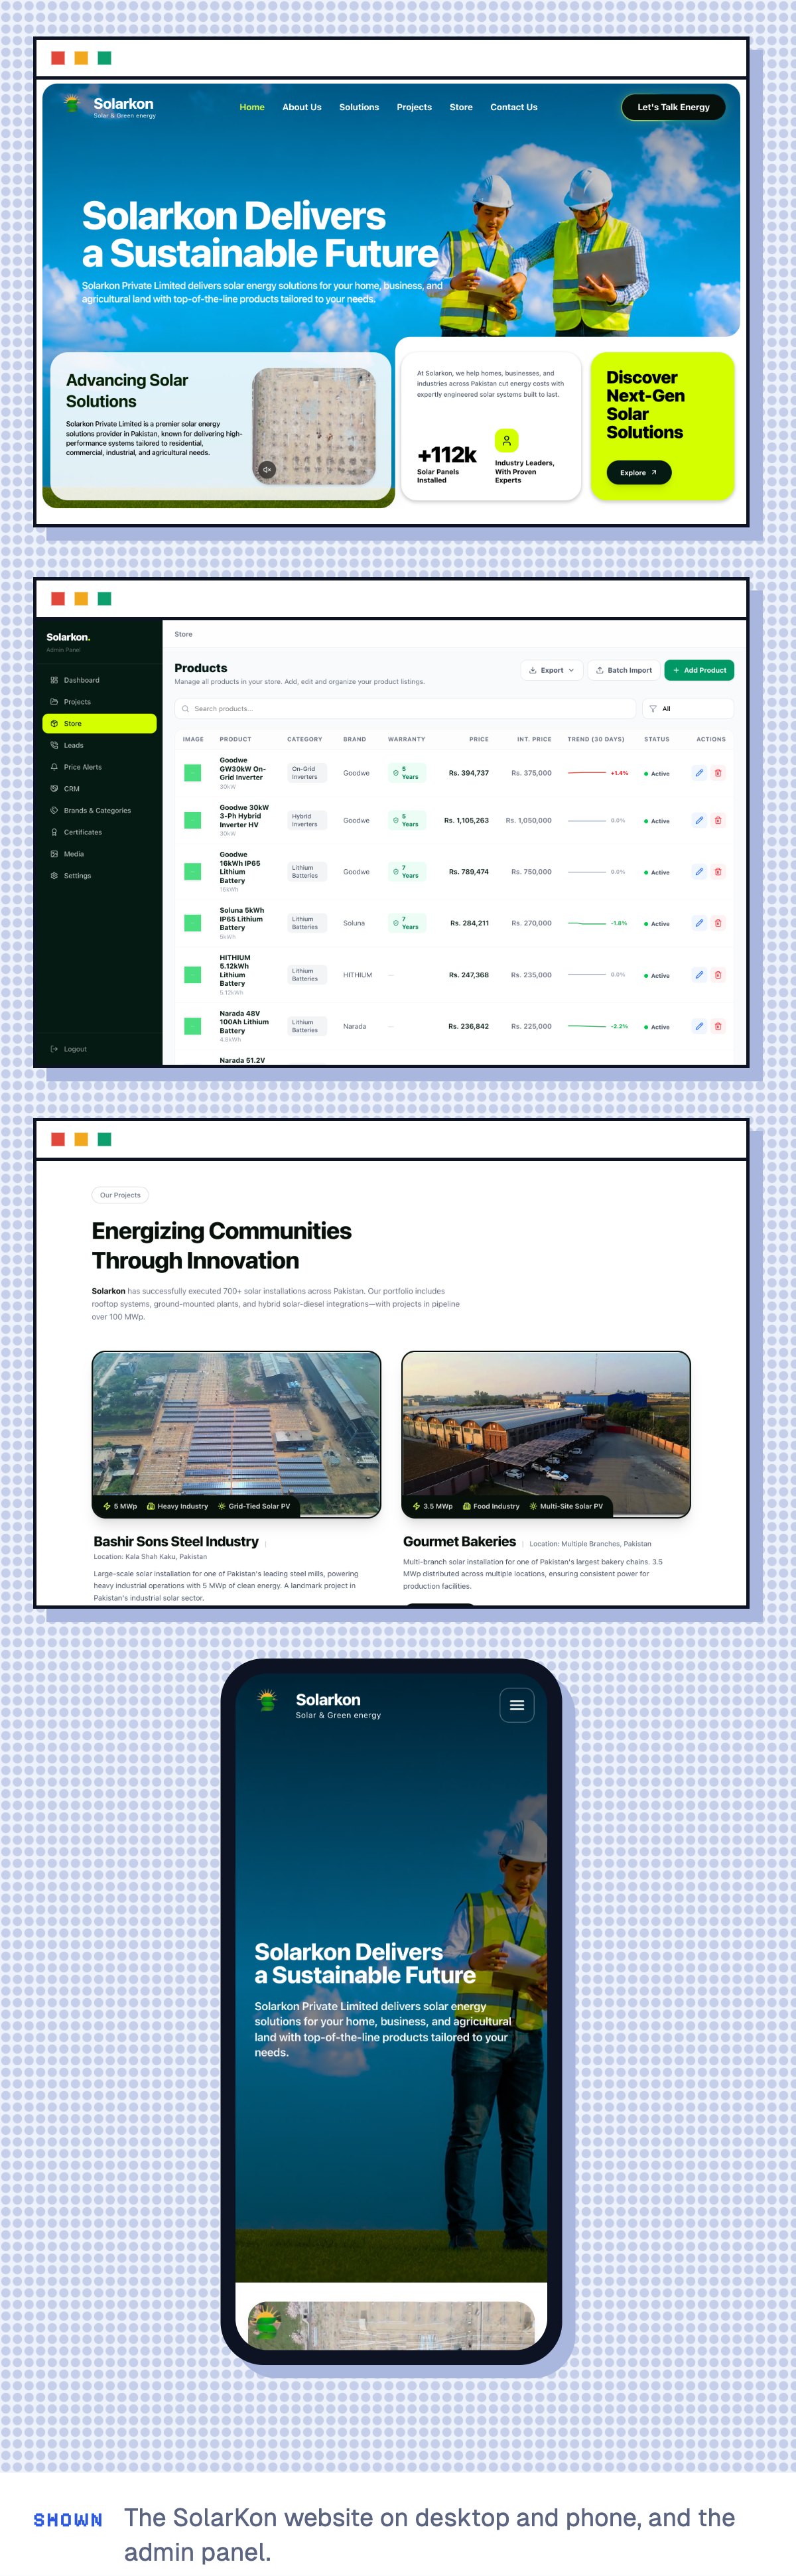 Solarkon
Solar & Green energy
Home About Us Solutions Projects Store Contact Us
Let's Talk Energy
Solarkon Delivers
a Sustainable Future
Solarkon Private Limited delivers solar energy solutions for your home, business, and
agricultural land with top-of-the-line products tailored to your needs.
Advancing Solar
Solutions
Solarkon Private Limited is a premier solar energy
solutions provider in Pakistan, known for delivering high-
performance systems tailored to residential,
commercial, industrial, and agricultural needs.
At Solarkon, we help homes, businesses, and
industries across Pakistan cut energy costs with
expertly engineered solar systems built to last.
+112k
Solar Panels
Installed
Industry Leaders,
With Proven
Experts
Discover
Next-Gen
Solar
Solutions
Explore
Solarkon.
Admin Panel
Dashboard
Projects
Store
Leads
Price Alerts
CRM
Brands & Categories
Certificates
Media
Settings
Logout
Store
Products
Manage all products in your store. Add, edit and organize your product listings.
Export
Batch Import
Add Product
Search products...
All
IMAGE PRODUCT CATEGORY BRAND WARRANTY PRICE INT. PRICE TREND (30 DAYS) STATUS ACTIONS
Goodwe
GW30kW On-
Grid Inverter
30kW
On-Grid
Inverters
Goodwe
5
Years
Rs. 394,737
Rs. 375,000
+1.4%
Active
Goodwe 30kW
3-Ph Hybrid
Inverter HV
30kW
Hybrid
Inverters
Goodwe
5
Years
Rs. 1,105,263
Rs. 1,050,000
0.0%
Active
Goodwe
16kWh IP65
Lithium
Battery
16kWh
Lithium
Batteries
Goodwe
7
Years
Rs. 789,474
Rs. 750,000
0.0%
Active
Soluna 5kWh
IP65 Lithium
Battery
5kWh
Lithium
Batteries
Soluna
7
Years
Rs. 284,211
Rs. 270,000
-1.8%
Active
HITHIUM
5.12kWh
Lithium
Battery
5.12kWh
Lithium
Batteries
HITHIUM
—
Rs. 247,368
Rs. 235,000
0.0%
Active
Narada 48V
100Ah Lithium
Battery
4.8kWh
Lithium
Batteries
Narada
—
Rs. 236,842
Rs. 225,000
-2.2%
Active
Narada 51.2V
Our Projects
Energizing Communities
Through Innovation
Solarkon has successfully executed 700+ solar installations across Pakistan. Our portfolio includes
rooftop systems, ground-mounted plants, and hybrid solar-diesel integrations—with projects in pipeline
over 100 MWp.
5 MWp Heavy Industry Grid-Tied Solar PV
Bashir Sons Steel Industry |
Location: Kala Shah Kaku, Pakistan
Large-scale solar installation for one of Pakistan's leading steel mills, powering
heavy industrial operations with 5 MWp of clean energy. A landmark project in
Pakistan's industrial solar sector.
3.5 MWp Food Industry Multi-Site Solar PV
Gourmet Bakeries | Location: Multiple Branches, Pakistan
Multi-branch solar installation for one of Pakistan's largest bakery chains. 3.5
MWp distributed across multiple locations, ensuring consistent power for
production facilities.
Solarkon
Solar & Green energy
Solarkon Delivers
a Sustainable Future
Solarkon Private Limited delivers solar energy
solutions for your home, business, and agricultural
land with top-of-the-line products tailored to your
needs.
SHOWN
The SolarKon website on desktop and phone, and the
admin panel.